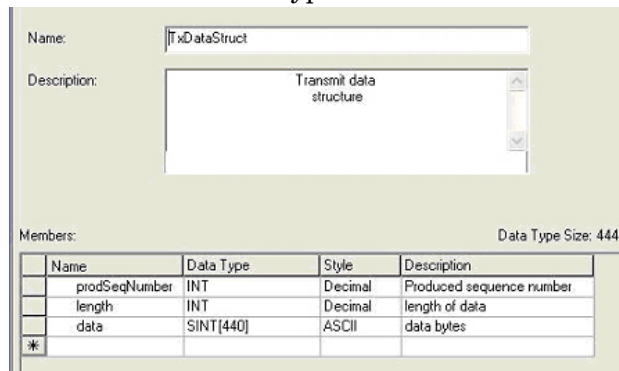 Name: TxDataStruct
Description: Transmit data
structure
Members: Data Type Size: 444
Name Data Type Style Description
prodSeqNumber INT Decimal Produced sequence number
length INT Decimal length of data
data SINT[440] ASCII data bytes
*